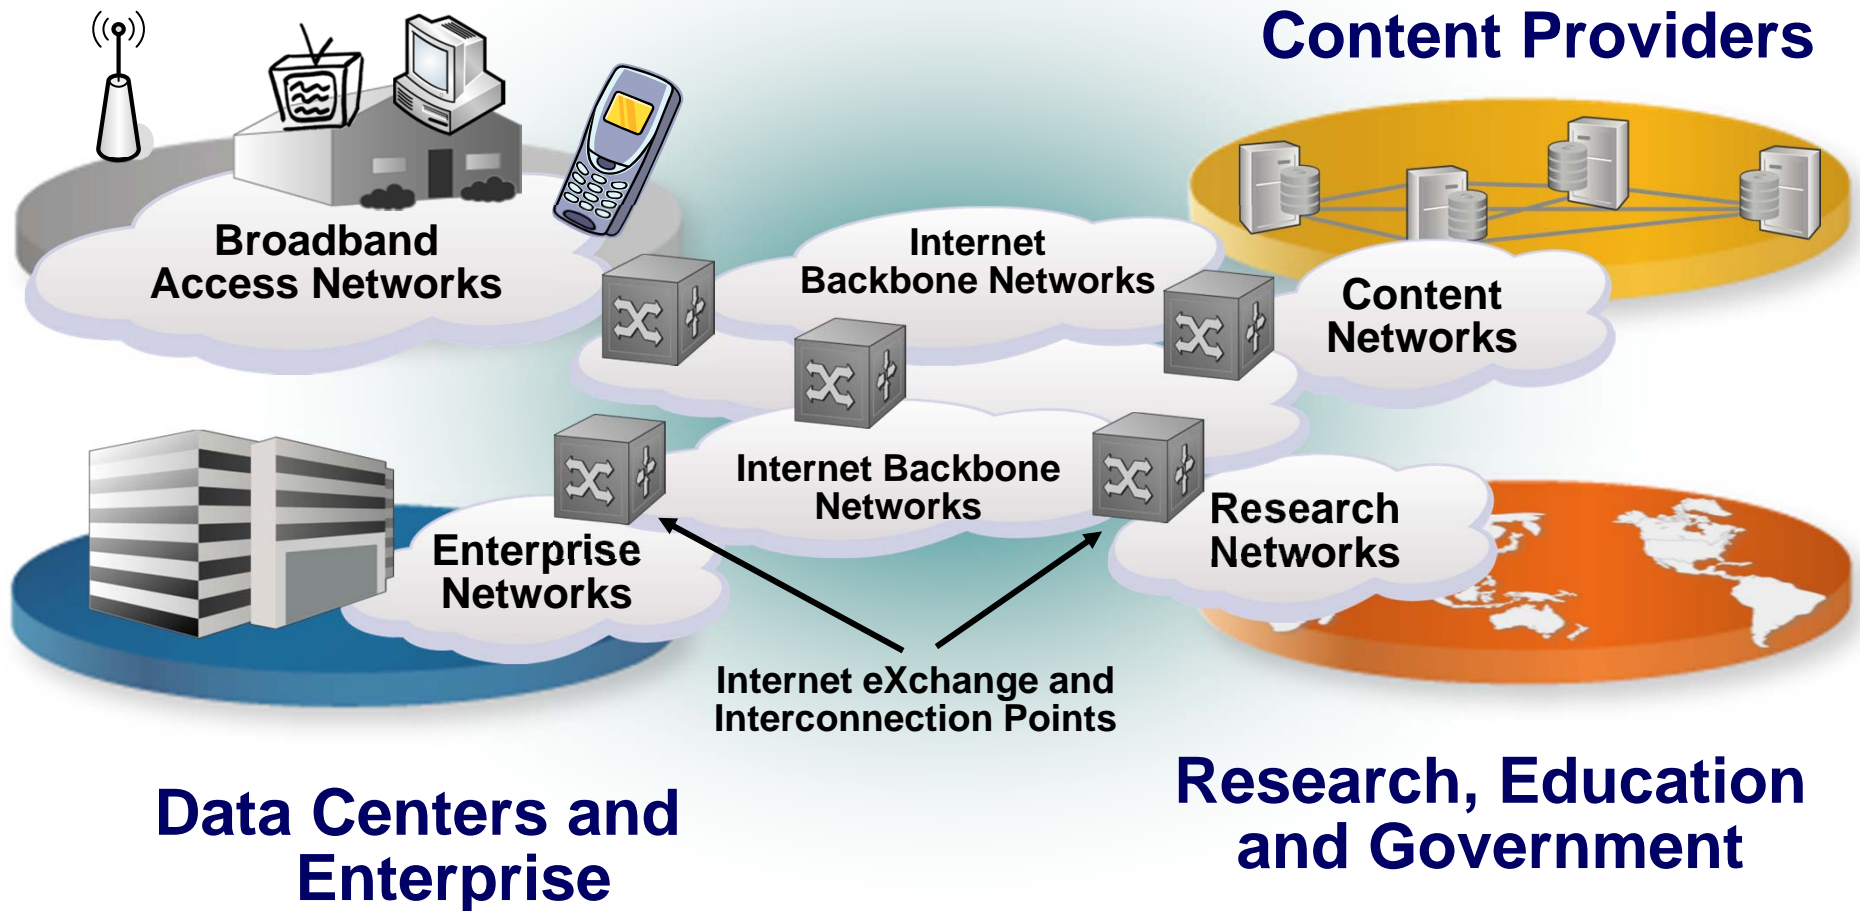 Content Providers
Broadband
Access Networks
Internet
Backbone Networks
Content
Networks
Internet Backbone
Networks
Research
Networks
Enterprise
Networks
Internet eXchange and
Interconnection Points
Data Centers and
Enterprise
Research, Education
and Government